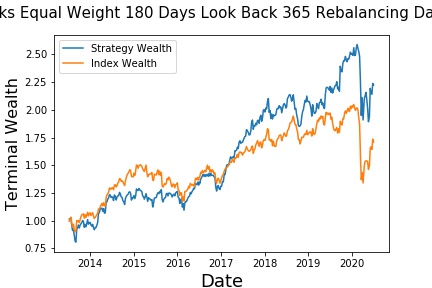 ks Equal Weight 180 Days Look Back 365 Rebalancing Da
Strategy Wealth
Index Wealth
Terminal Wealth
2.50
2.25
2.00
1.75
1.50
1.25
1.00
0.75
2014 2015 2016 2017 2018 2019 2020
Date